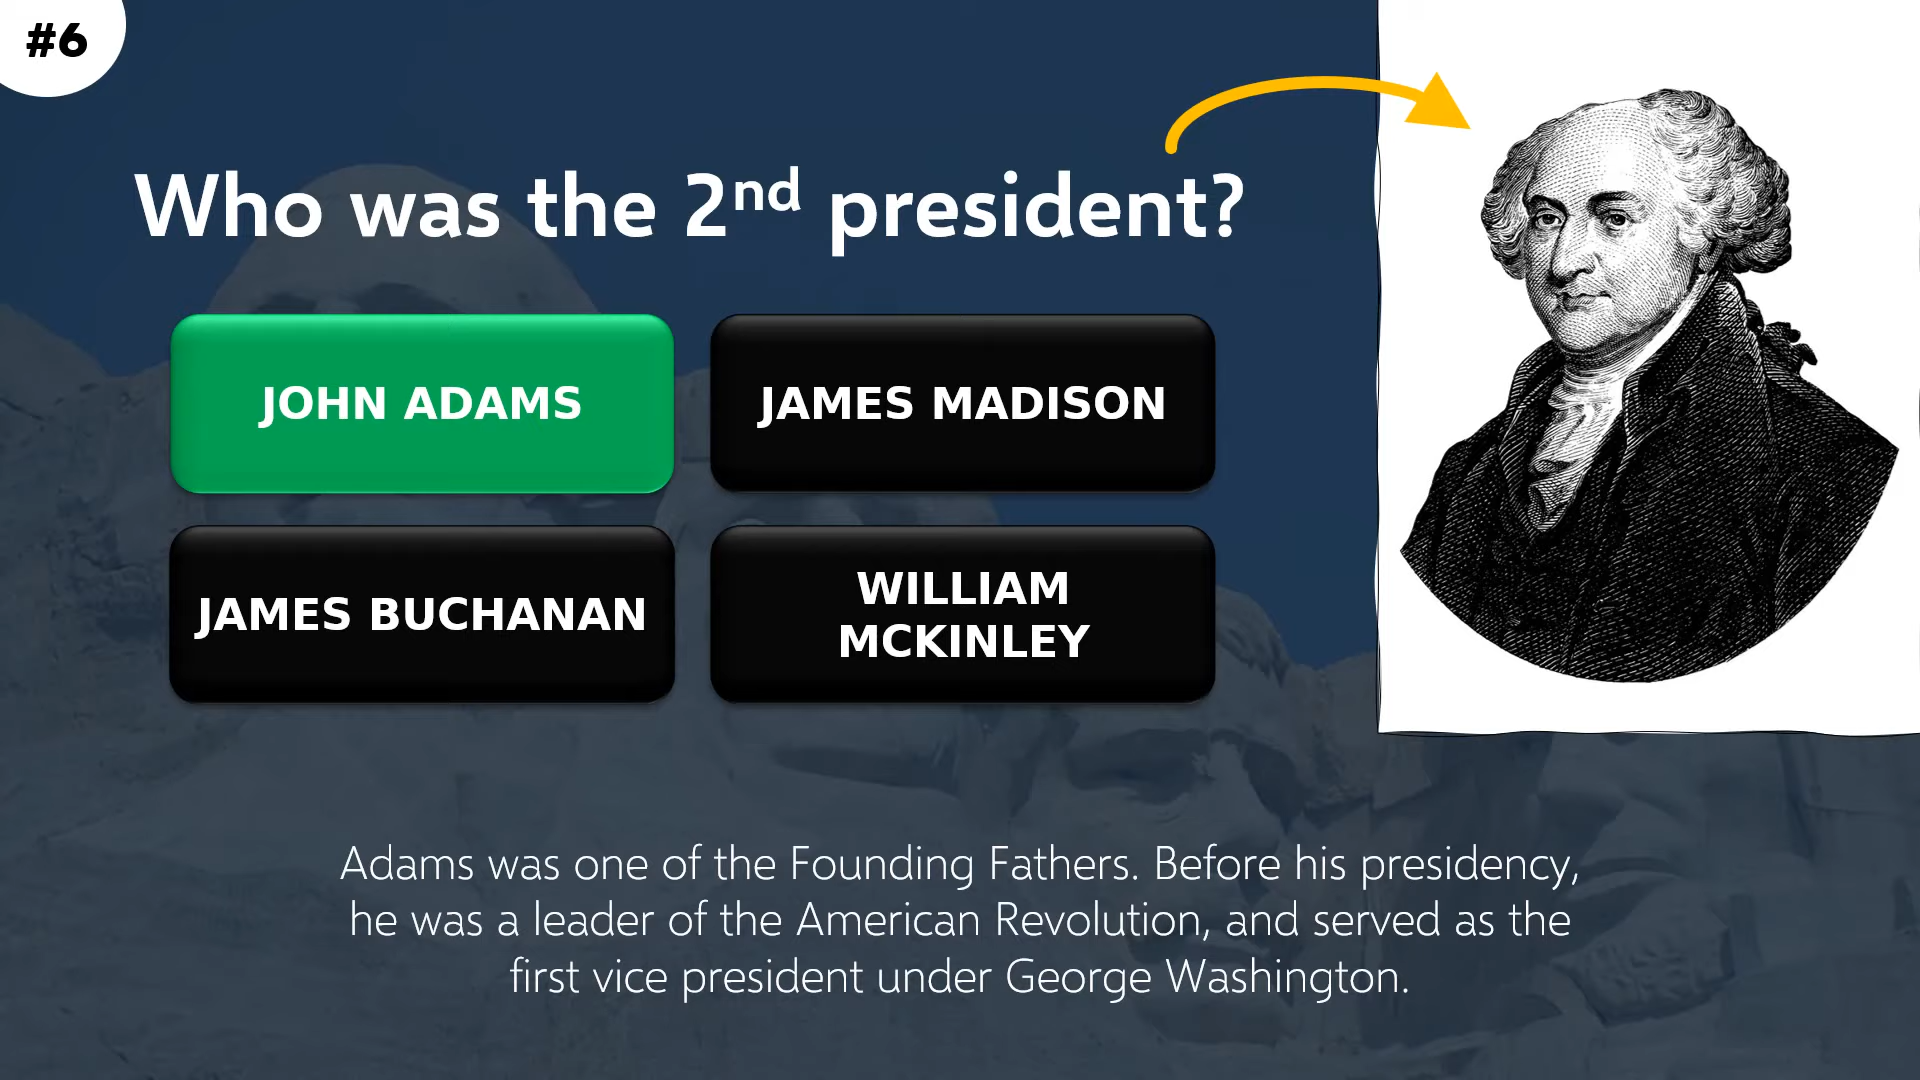 #6
Who was the 2nd president?
JOHN ADAMS
JAMES MADISON
JAMES BUCHANAN
WILLIAM
MCKINLEY
Adams was one of the Founding Fathers. Before his presidency,
he was a leader of the American Revolution, and served as the
first vice president under George Washington.